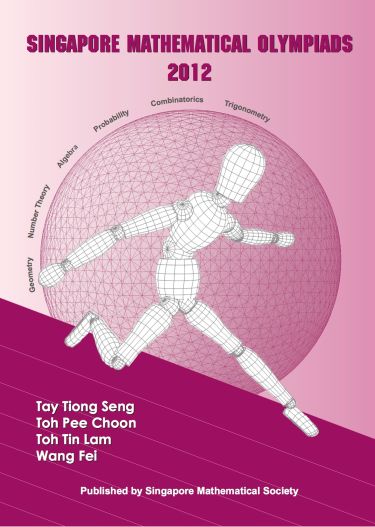 SINGAPORE MATHEMATICAL OLYMPIADS
2012
Geometry
Number Theory
Algebra
Probability
Combinatorics
Trigonometry
Tay Tiong Seng
Toh Pee Choon
Toh Tin Lam
Wang Fei
Published by Singapore Mathematical Society